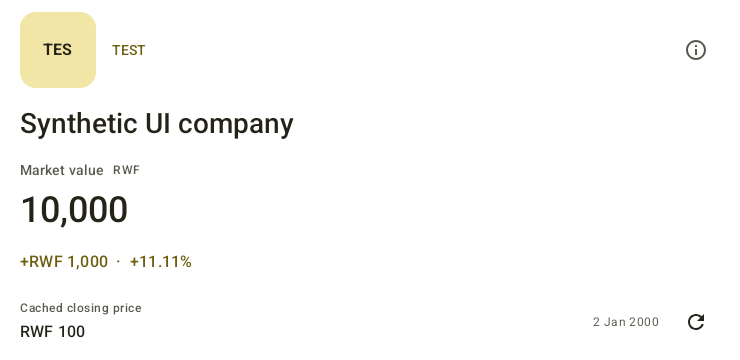 TES
TEST
Synthetic UI company
Market value RWF
10,000
+RWF 1,000 · +11.11%
Cached closing price
RWF 100
2 Jan 2000